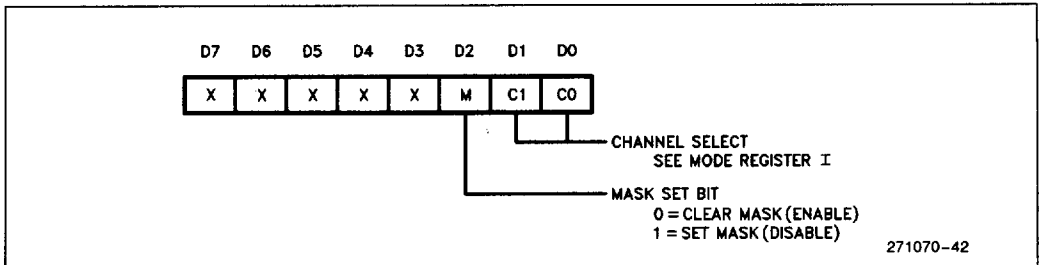 D7 D6 D5 D4 D3 D2 D1 D0
X X X X X M C1 C0
CHANNEL SELECT
SEE MODE REGISTER I
MASK SET BIT
0 = CLEAR MASK (ENABLE)
1 = SET MASK (DISABLE)
271070-42